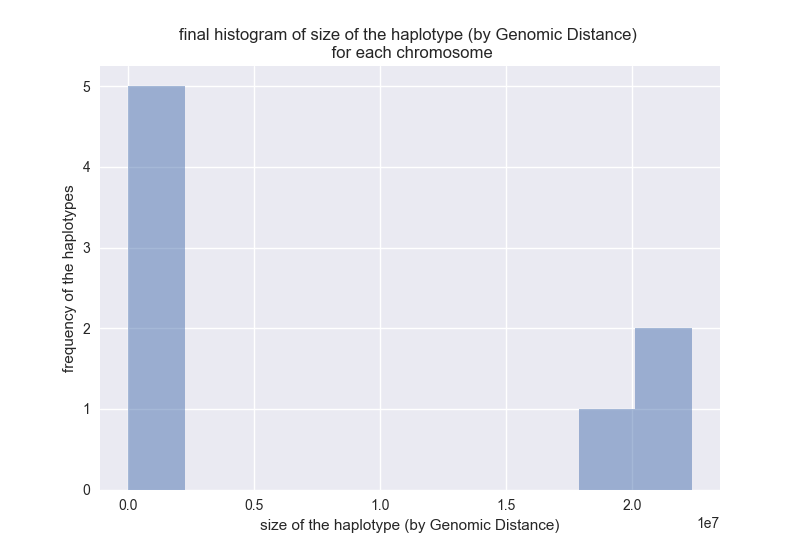 final histogram of size of the haplotype (by Genomic Distance)
for each chromosome
5
4
3
2
1
0
frequency of the haplotypes
0.0 0.5 1.0 1.5 2.0
1e7
size of the haplotype (by Genomic Distance)